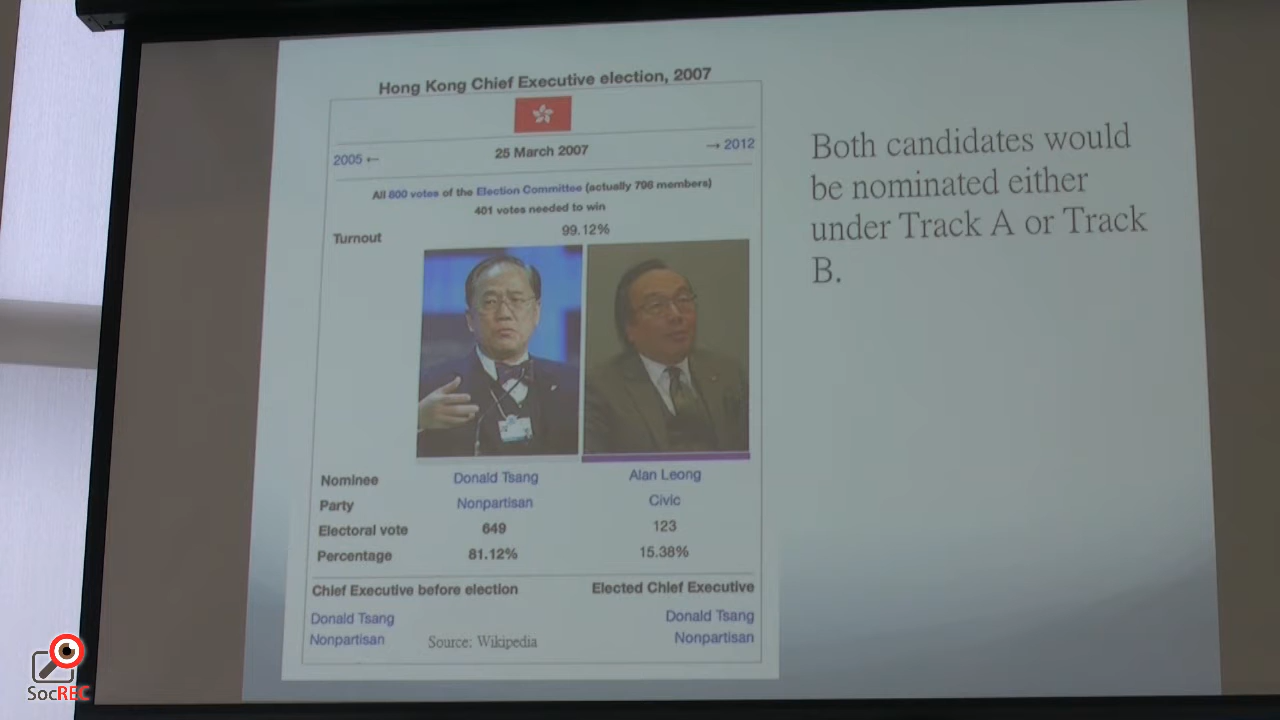 Hong Kong Chief Executive election, 2007
2005 ← 25 March 2007 → 2012
All 800 votes of the Election Committee (actually 796 members)
401 votes needed to win
Turnout 99.12%
Nominee Donald Tsang Alan Leong
Party Nonpartisan Civic
Electoral vote 649 123
Percentage 81.12% 15.38%
Chief Executive before election Elected Chief Executive
Donald Tsang Donald Tsang
Nonpartisan Source: Wikipedia Nonpartisan
Both candidates would
be nominated either
under Track A or Track
B.
SocREC